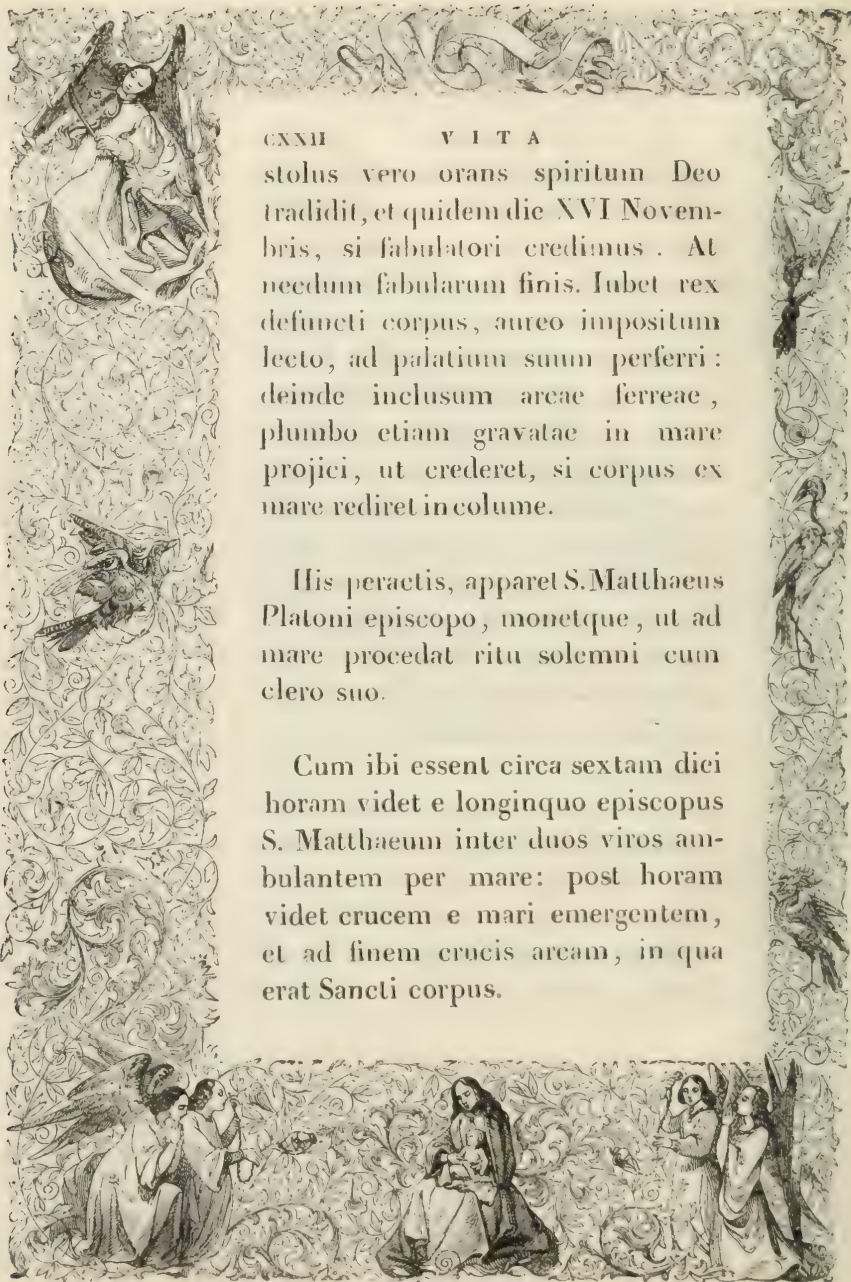 CXXII VITA
stolus vero orans spiritum Deo
tradidit, et quidem die XVI Novem-
bris, si fabulatori credimus . At
necdum fabularum finis. Iubet rex
defuncti corpus, aureo impositum
lecto, ad palatium suum perferri :
deinde inclusum arcae ferreae ,
plumbo etiam gravatae in mare
projici, ut crederet, si corpus ex
mare rediret incolume.
His peractis, apparet S. Matthaeus
Platoni episcopo, monetque, ut ad
mare procedat ritu solemni cum
clero suo.
Cum ibi essent circa sextam diei
horam videt e longinquo episcopus
S. Matthaeum inter duos viros am-
bulantem per mare: post horam
videt crucem e mari emergentem,
et ad finem crucis arcam, in qua
erat Sancti corpus.